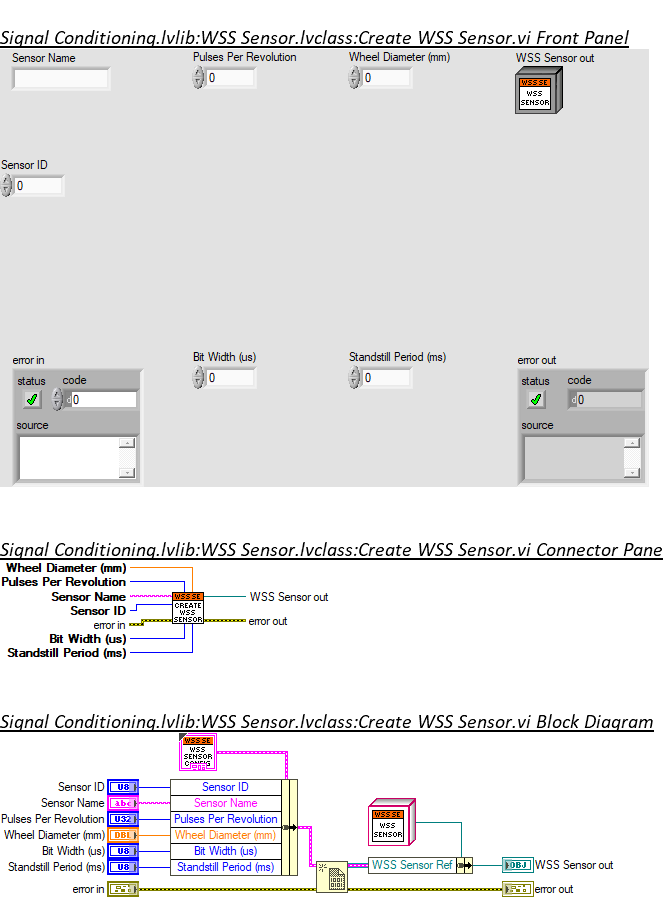 Signal Conditioning.lvlib:WSS Sensor.lvclass:Create WSS Sensor.vi Front Panel
Sensor Name
Pulses Per Revolution
Wheel Diameter (mm)
WSS Sensor out
0
0
WSS SE
WSS
SENSOR
Sensor ID
0
error in
Bit Width (us)
Standstill Period (ms)
error out
status
code
0
0
status
code
d0
d0
source
source
Signal Conditioning.lvlib:WSS Sensor.lvclass:Create WSS Sensor.vi Connector Pane
Wheel Diameter (mm)
Pulses Per Revolution
Sensor Name
Sensor ID
error in
Bit Width (us)
Standstill Period (ms)
WSS SE
CREATE
WSS
SENSOR
WSS Sensor out
error out
Signal Conditioning.lvlib:WSS Sensor.lvclass:Create WSS Sensor.vi Block Diagram
WSS SE
WSS
SENSOR
CONFIG
Sensor ID U8 Sensor ID
Sensor Name abc Sensor Name
Pulses Per Revolution U32 Pulses Per Revolution
Wheel Diameter (mm) DBL Wheel Diameter (mm)
Bit Width (us) U8 Bit Width (us)
Standstill Period (ms) U8 Standstill Period (ms)
WSS SE
WSS
SENSOR
WSS Sensor Ref
OBJ WSS Sensor out
error in
error out